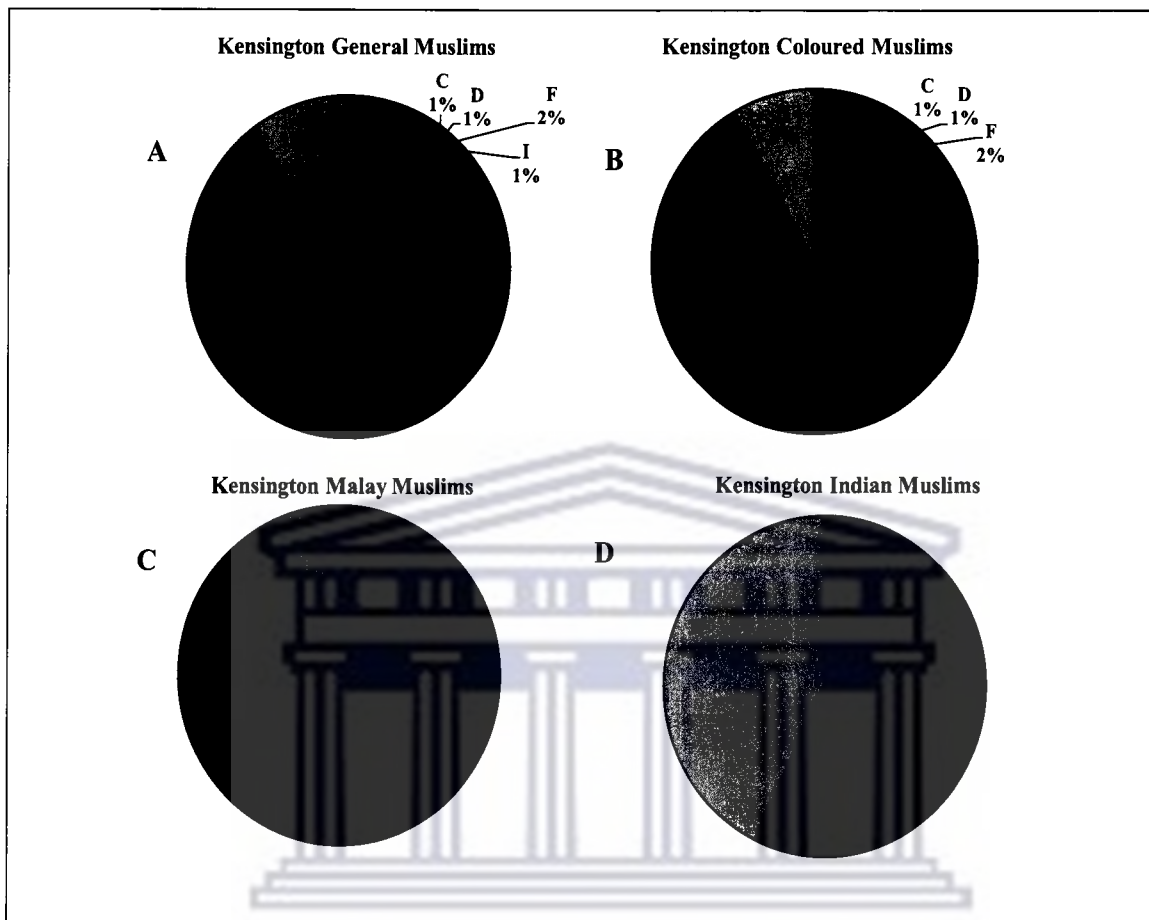 Kensington General Muslims
C
1%
D
1%
F
2%
I
1%
A
Kensington Coloured Muslims
C
1%
D
1%
F
2%
B
Kensington Malay Muslims
C
Kensington Indian Muslims
D